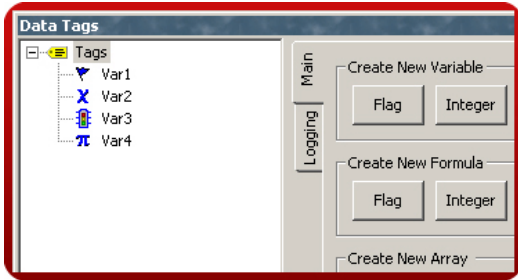 Data Tags
Tags
Var1
Var2
Var3
Var4
Main
Logging
Create New Variable
Flag Integer
Create New Formula
Flag Integer
Create New Array